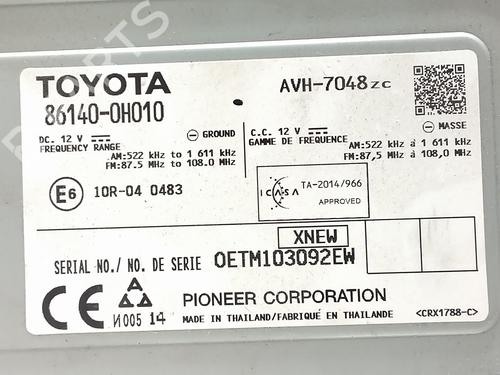 TOYOTA
AVH-7048zc
86140-0H010
DC. 12 V
GROUND
C.C. 12 V
MASSE
FREQUENCY RANGE
GAMME DE FREQUENCE
AM:522 kHz to 1 611 kHz
FM:87.5 MHz to 108.0 MHz
AM:522 kHz à 1 611 kHz
FM:87,5 MHz à 108,0 MHz
E6 10R-04 0483
ICASA
TA-2014/966
APPROVED
XNEW
SERIAL NO./ NO. DE SERIE OETM103092EW
CE
N005 14
PIONEER CORPORATION
MADE IN THAILAND/FABRIQUÉ EN THAILANDE
<CRX1788-C>